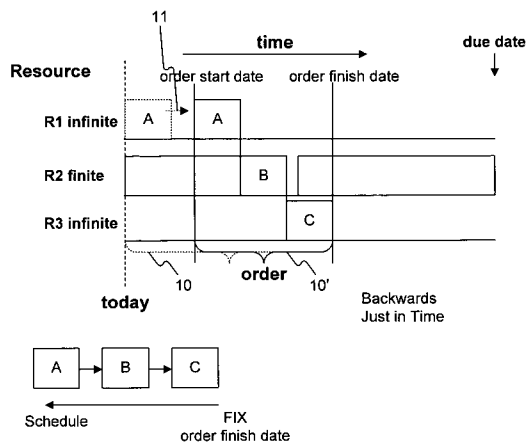 11
time
due date
Resource
order start date
order finish date
R1 infinite
A
A
R2 finite
B
R3 infinite
C
10
order
10'
today
Backwards
Just in Time
A
B
C
Schedule
FIX
order finish date